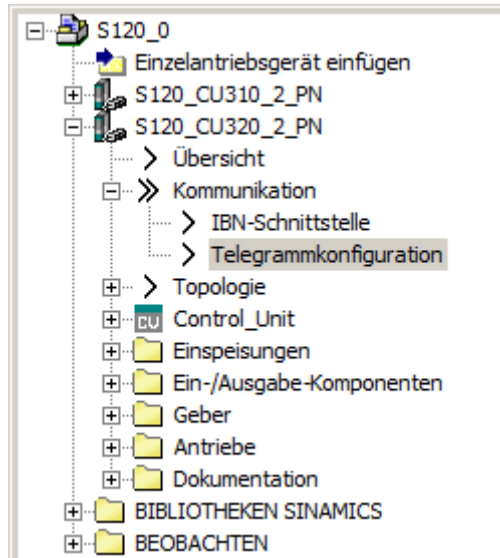 S120_0
Einzelantriebsgerät einfügen
S120_CU310_2_PN
S120_CU320_2_PN
Übersicht
Kommunikation
IBN-Schnittstelle
Telegrammkonfiguration
Topologie
CU Control_Unit
Einspeisungen
Ein-/Ausgabe-Komponenten
Geber
Antriebe
Dokumentation
BIBLIOTHEKEN SINAMICS
BEOBACHTEN